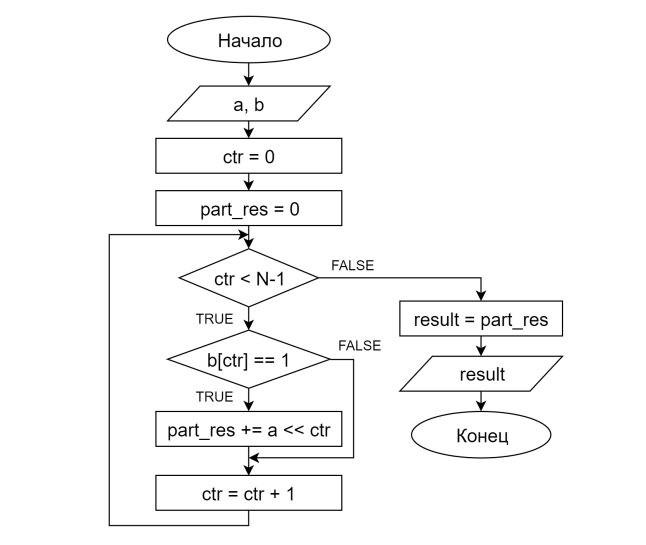 Начало
a, b
ctr = 0
part_res = 0
ctr < N-1
FALSE
TRUE
result = part_res
b[ctr] == 1
FALSE
TRUE
result
part_res += a << ctr
Конец
ctr = ctr + 1